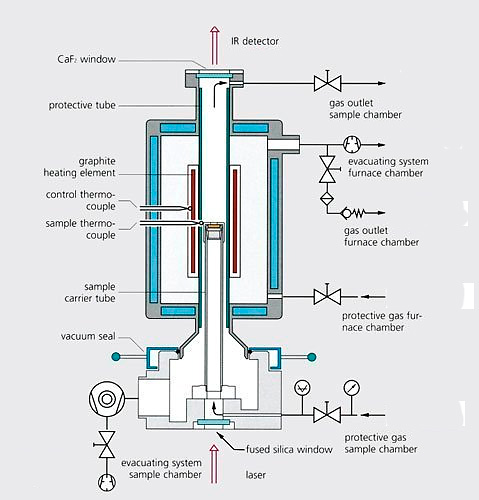 IR detector
CaF₂ window
protective tube
gas outlet
sample chamber
graphite
heating element
evacuating system
furnace chamber
control thermo-
couple
sample thermo-
couple
gas outlet
furnace chamber
sample
carrier tube
protective gas fur-
nace chamber
vacuum seal
protective gas
sample chamber
fused silica window
evacuating system
sample chamber
laser